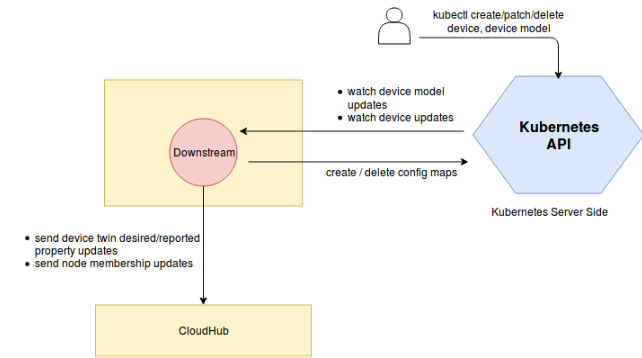 kubectl create/patch/delete
device, device model
• watch device model
updates
• watch device updates
Kubernetes
API
Downstream
create / delete config maps
Kubernetes Server Side
• send device twin desired/reported
property updates
• send node membership updates
CloudHub